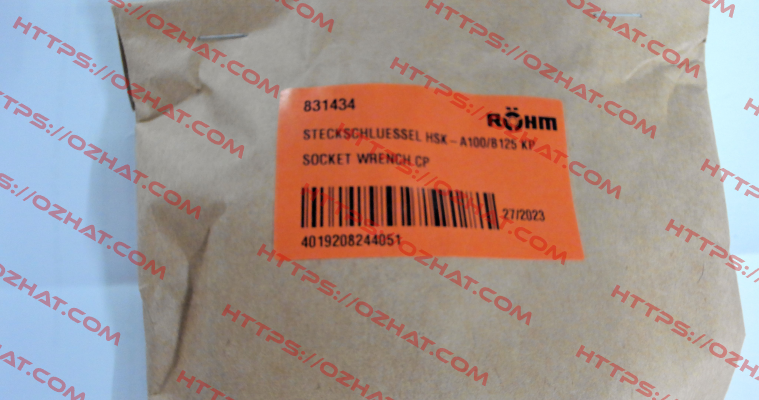 831434
RÖHM
STECKSCHLUESSEL HSK - A100/B125 KP
SOCKET WRENCH.CP
27/2023
4019208244051
HTTPS://OZHAT.COM